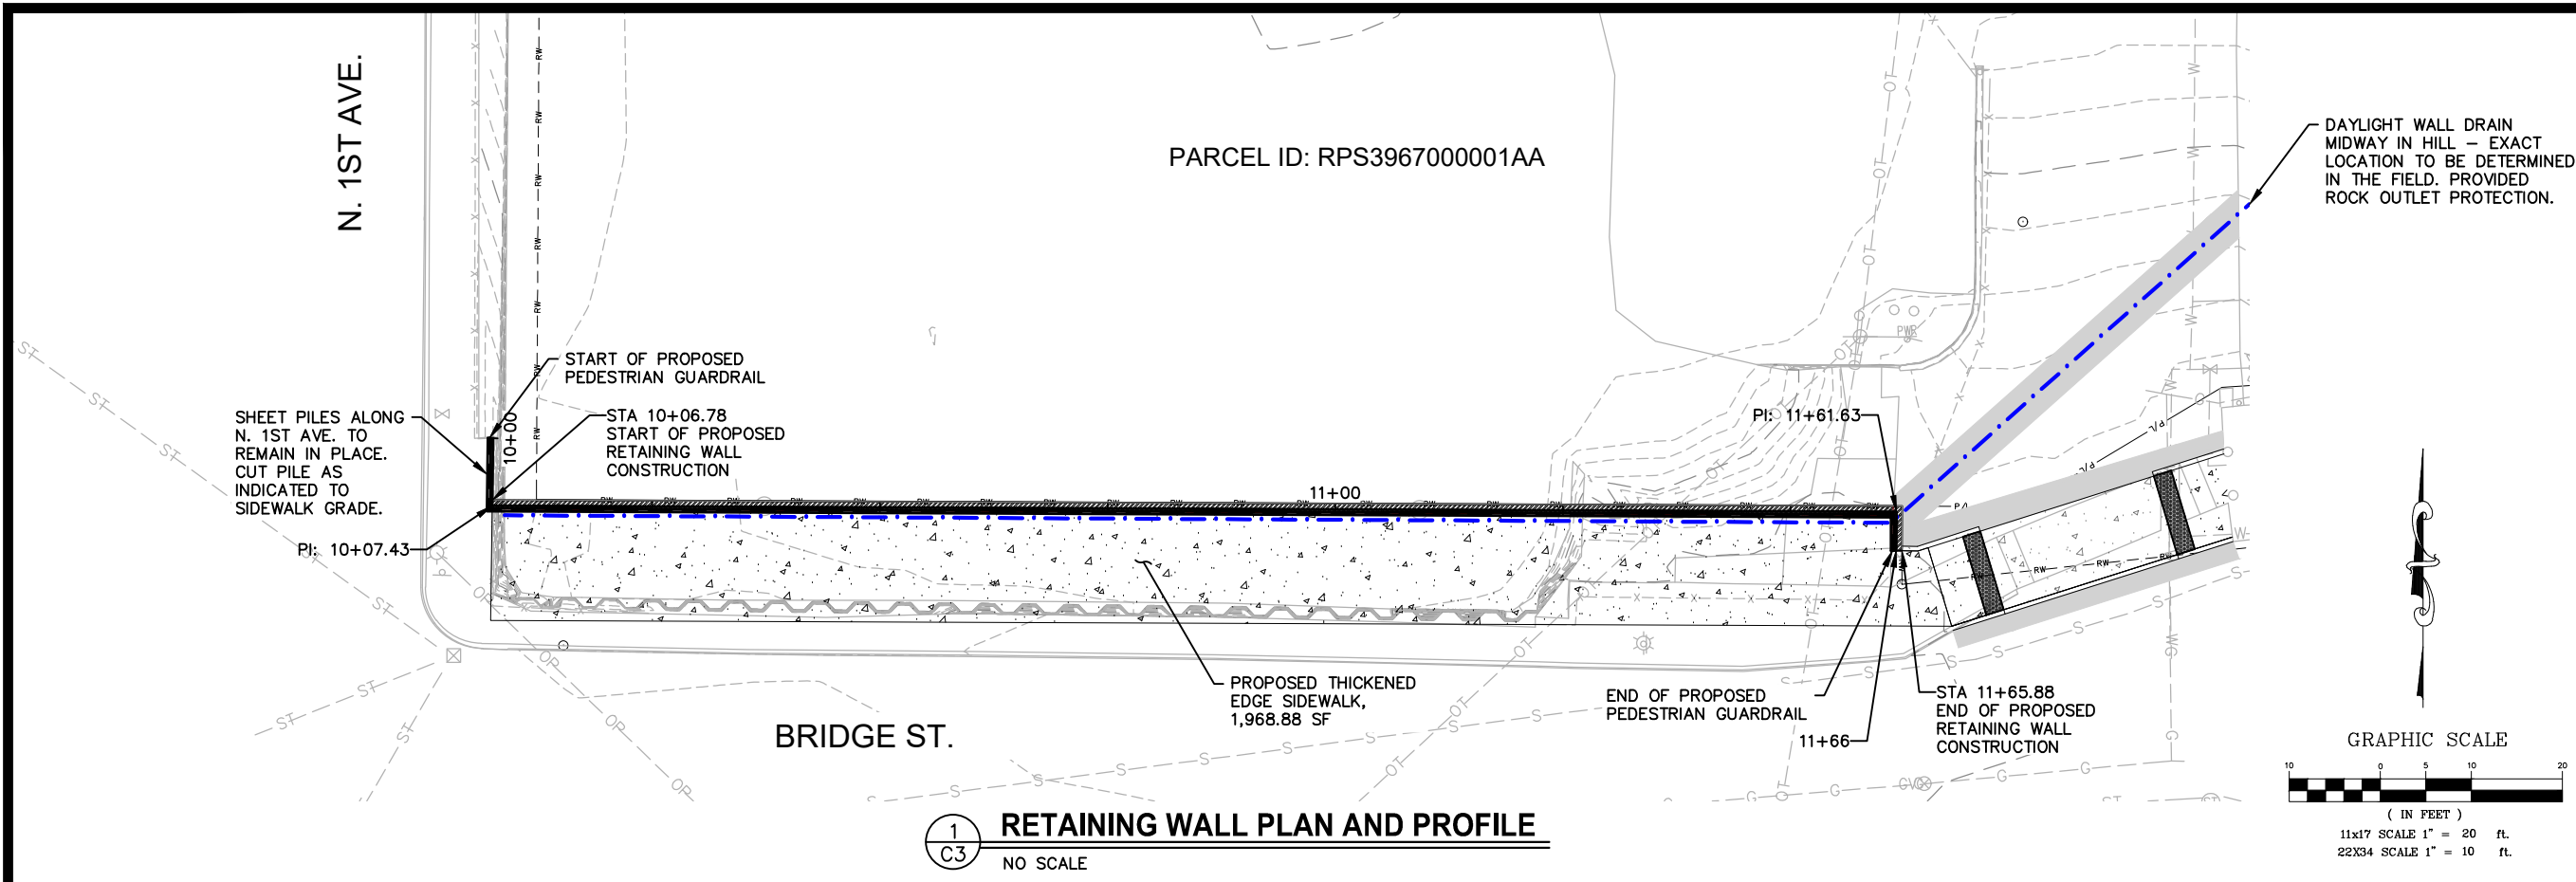 N. 1ST AVE.
PARCEL ID: RPS3967000001AA
DAYLIGHT WALL DRAIN
MIDWAY IN HILL – EXACT
LOCATION TO BE DETERMINED
IN THE FIELD. PROVIDED
ROCK OUTLET PROTECTION.
START OF PROPOSED
PEDESTRIAN GUARDRAIL
SHEET PILES ALONG
N. 1ST AVE. TO
REMAIN IN PLACE.
CUT PILE AS
INDICATED TO
SIDEWALK GRADE.
10+00
STA 10+06.78
START OF PROPOSED
RETAINING WALL
CONSTRUCTION
PI: 10+07.43
11+00
PI: 11+61.63
PROPOSED THICKENED
EDGE SIDEWALK,
1,968.88 SF
END OF PROPOSED
PEDESTRIAN GUARDRAIL
11+66
STA 11+65.88
END OF PROPOSED
RETAINING WALL
CONSTRUCTION
BRIDGE ST.
GRAPHIC SCALE
10 0 5 10 20
( IN FEET )
11x17 SCALE 1" = 20 ft.
22X34 SCALE 1" = 10 ft.
1
C3
RETAINING WALL PLAN AND PROFILE
NO SCALE